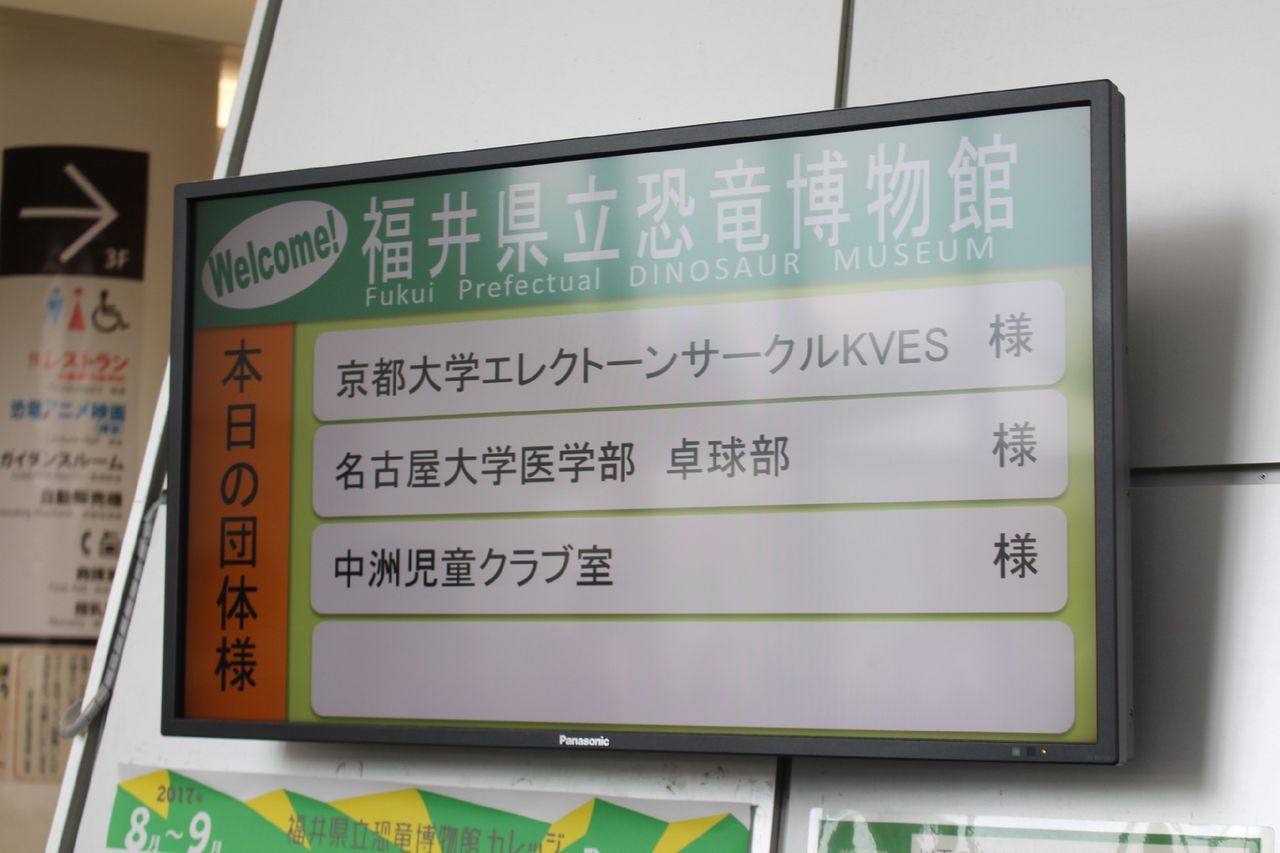 Welcome!
福井県立恐竜博物館
Fukui Prefectual DINOSAUR MUSEUM
本日の団体様
京都大学エレクトーンサークルKVES 様
名古屋大学医学部 卓球部 様
中洲児童クラブ室 様
Panasonic
3F
レストラン
恐竜アニメ映画
ガイダンスルーム
自動販売機
2017年
8月～9月
福井県立恐竜博物館カレッジ